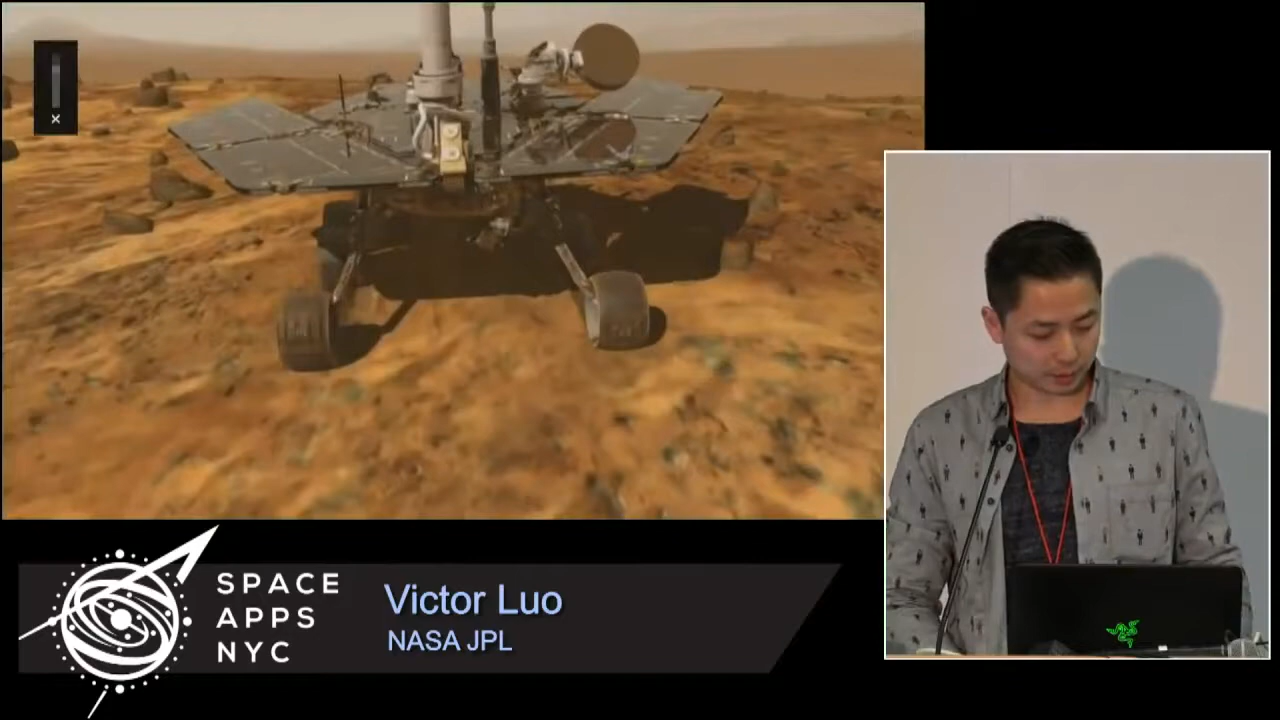 x
SPACE
APPS
NYC
Victor Luo
NASA JPL